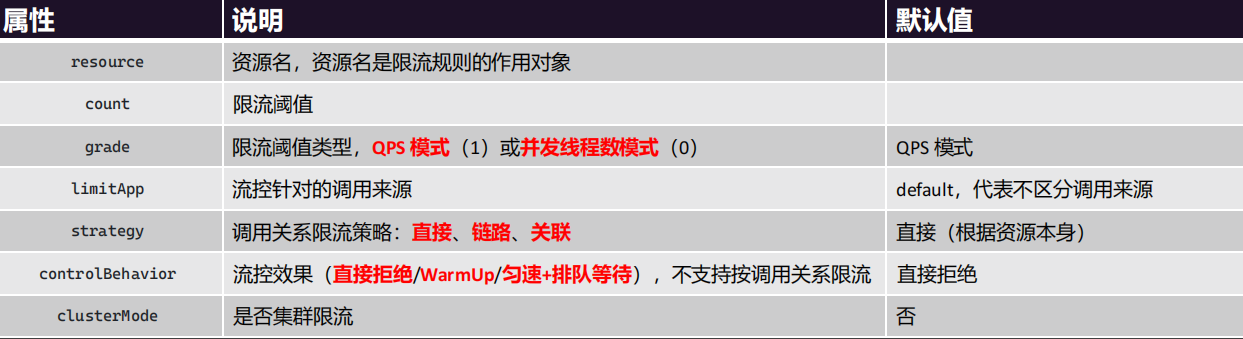 属性 说明 默认值
resource 资源名，资源名是限流规则的作用对象
count 限流阈值
grade 限流阈值类型，QPS 模式（1）或并发线程数模式（0） QPS 模式
limitApp 流控针对的调用来源 default，代表不区分调用来源
strategy 调用关系限流策略：直接、链路、关联 直接（根据资源本身）
controlBehavior 流控效果（直接拒绝/WarmUp/匀速+排队等待），不支持按调用关系限流 直接拒绝
clusterMode 是否集群限流 否